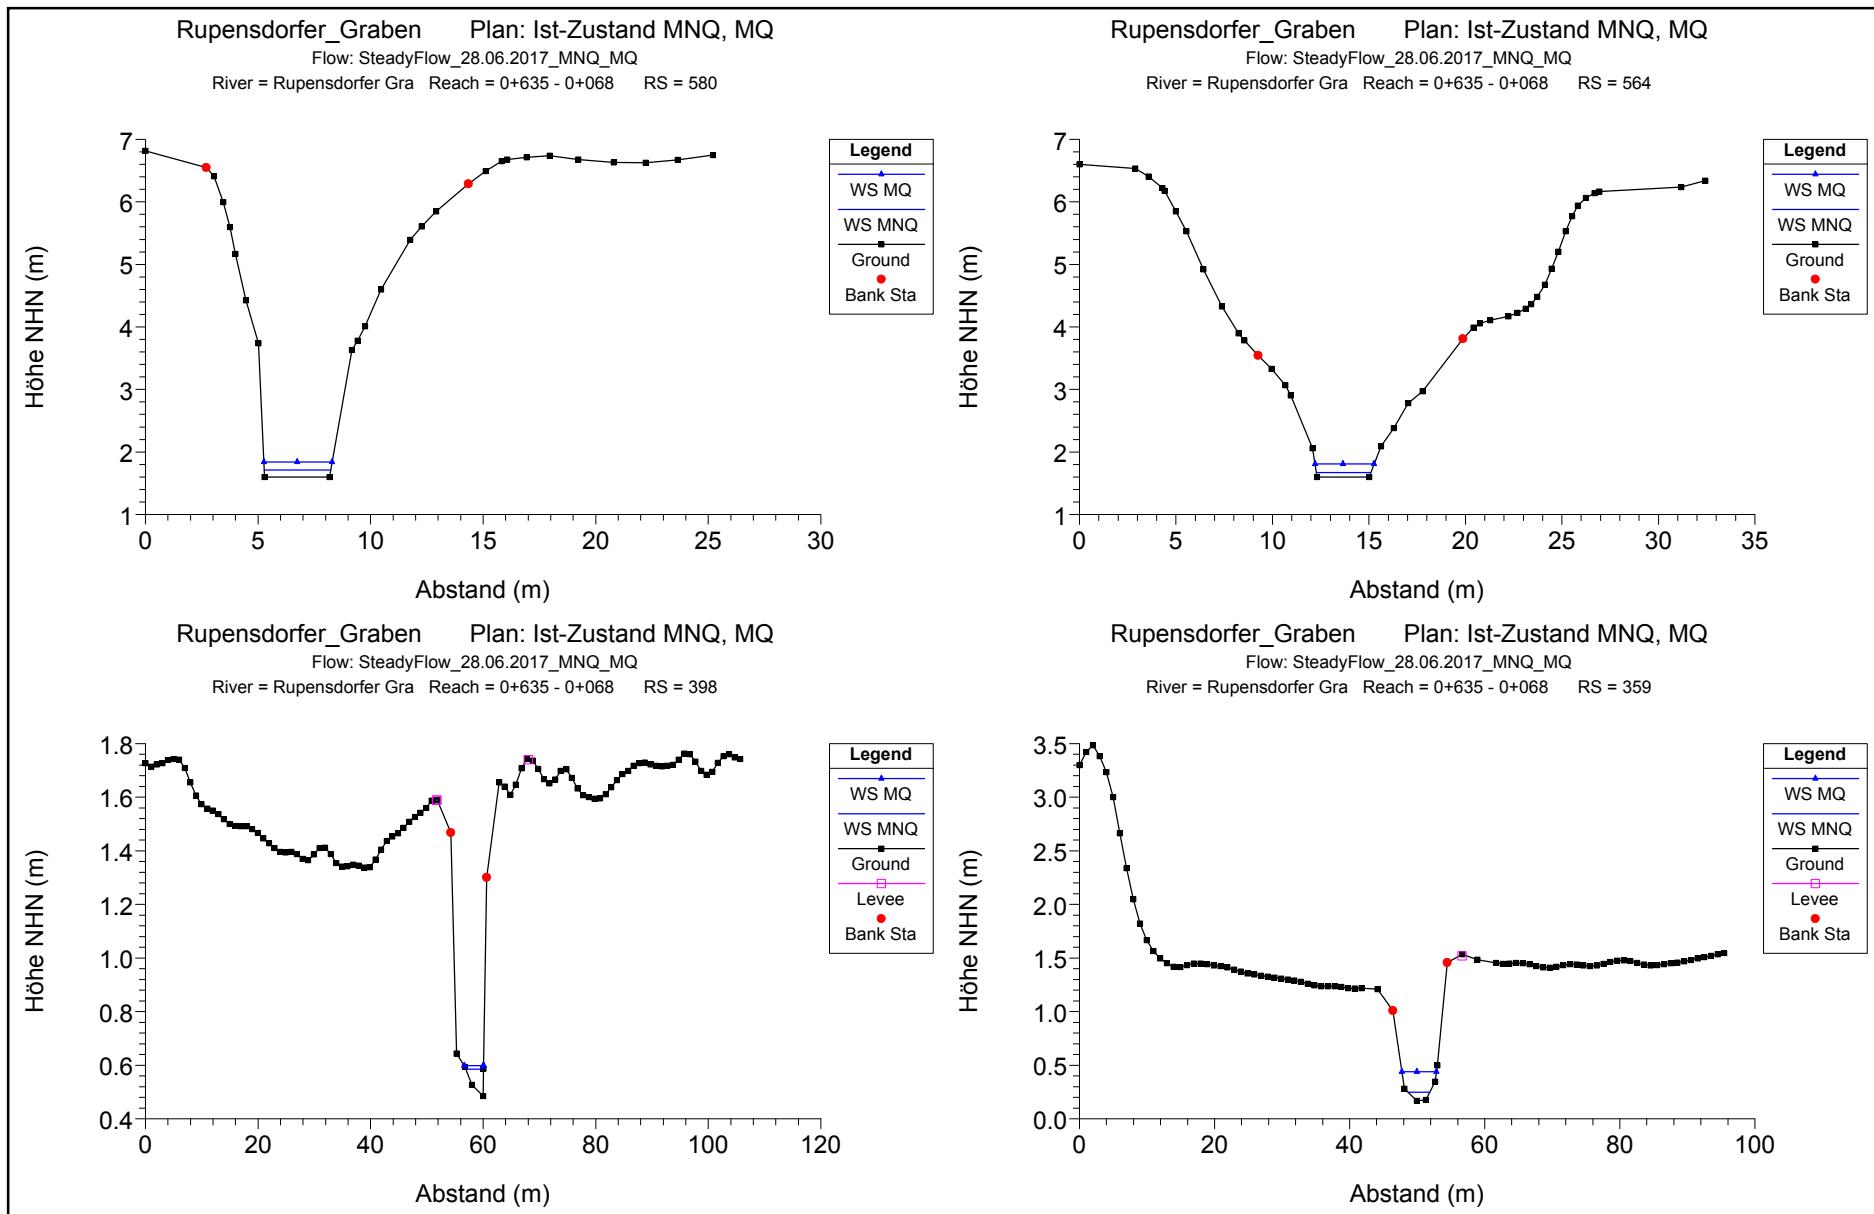 Rupensdorfer_Graben Plan: Ist-Zustand MNQ, MQ
Flow: SteadyFlow_28.06.2017_MNQ_MQ
River = Rupensdorfer Gra Reach = 0+635 - 0+068 RS = 580
7
6
5
4
3
2
1
0 5 10 15 20 25 30
Höhe NHN (m)
Abstand (m)
Legend
WS MQ
WS MNQ
Ground
Bank Sta
Rupensdorfer_Graben Plan: Ist-Zustand MNQ, MQ
Flow: SteadyFlow_28.06.2017_MNQ_MQ
River = Rupensdorfer Gra Reach = 0+635 - 0+068 RS = 564
7
6
5
4
3
2
1
0 5 10 15 20 25 30 35
Höhe NHN (m)
Abstand (m)
Legend
WS MQ
WS MNQ
Ground
Bank Sta
Rupensdorfer_Graben Plan: Ist-Zustand MNQ, MQ
Flow: SteadyFlow_28.06.2017_MNQ_MQ
River = Rupensdorfer Gra Reach = 0+635 - 0+068 RS = 398
1.8
1.6
1.4
1.2
1.0
0.8
0.6
0.4
0 20 40 60 80 100 120
Höhe NHN (m)
Abstand (m)
Legend
WS MQ
WS MNQ
Ground
Levee
Bank Sta
Rupensdorfer_Graben Plan: Ist-Zustand MNQ, MQ
Flow: SteadyFlow_28.06.2017_MNQ_MQ
River = Rupensdorfer Gra Reach = 0+635 - 0+068 RS = 359
3.5
3.0
2.5
2.0
1.5
1.0
0.5
0.0
0 20 40 60 80 100
Höhe NHN (m)
Abstand (m)
Legend
WS MQ
WS MNQ
Ground
Levee
Bank Sta